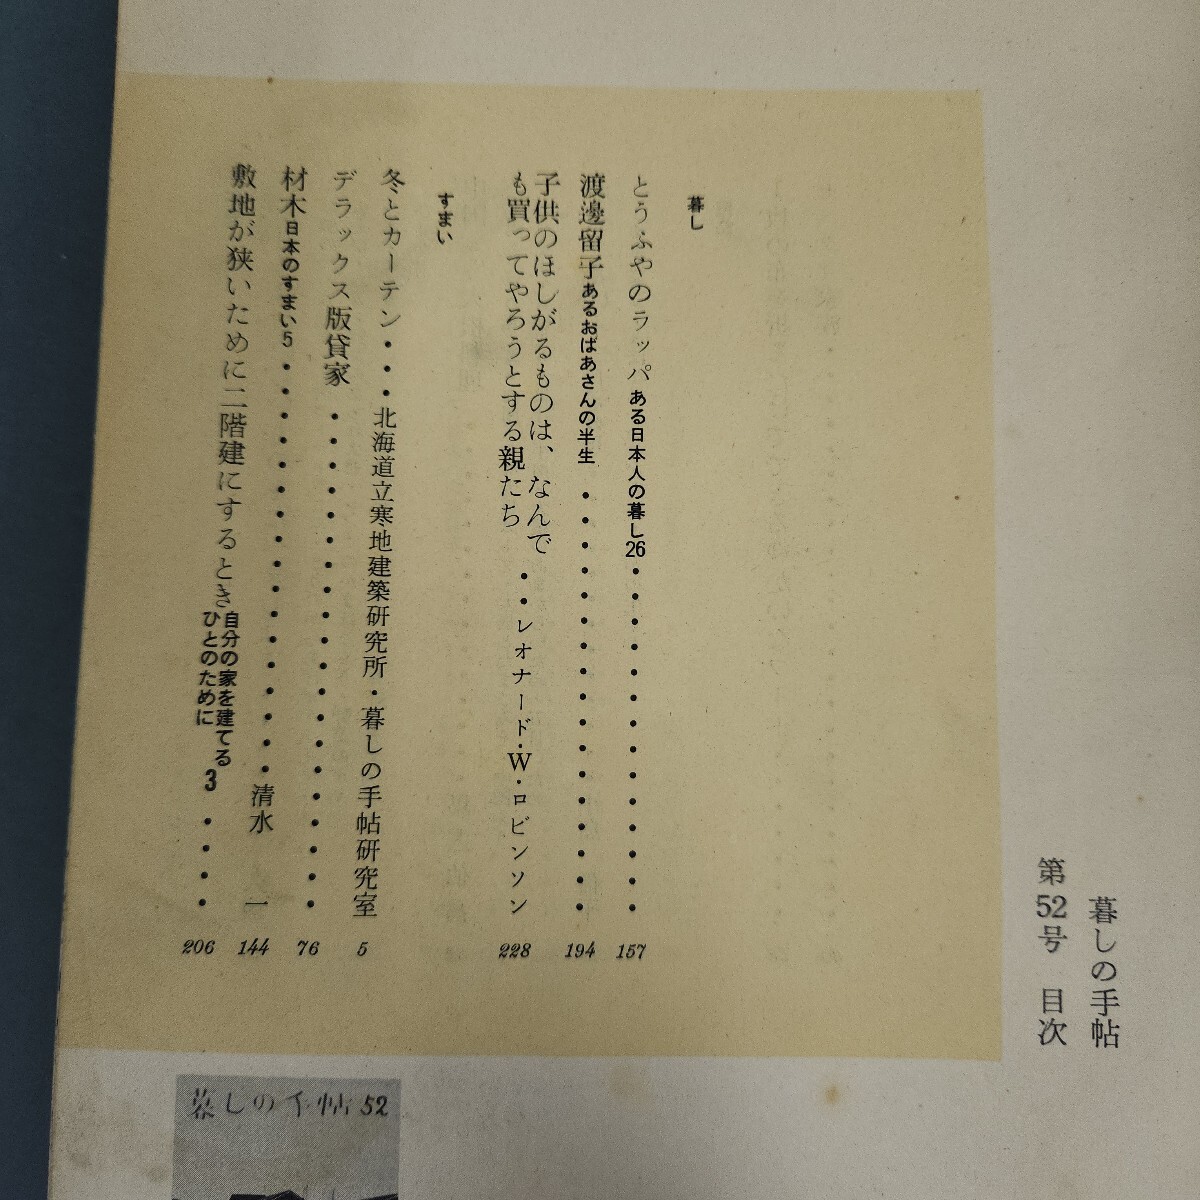 暮しの手帖
第52号 目次
暮し
とうふやのラッパ ある日本人の暮し26・・・・・・・・・・・・・・ 157
渡邊留子 あるおばあさんの半生・・・・・・・・・・・・・・・・・ 194
子供のほしがるものは、なんで
も買ってやろうとする親たち・・レオナード・W・ロビンソン 228
すまい
冬とカーテン・・・北海道立寒地建築研究所・暮しの手帖研究室 5
デラックス版貸家・・・・・・・・・・・・・・・・・・・・ 76
材木 日本のすまい5・・・・・・・・・・・・・・・・・清水 一 144
敷地が狭いために二階建にするとき 自分の家を建てる
ひとのために 3・・・・ 206
暮しの手帖 52